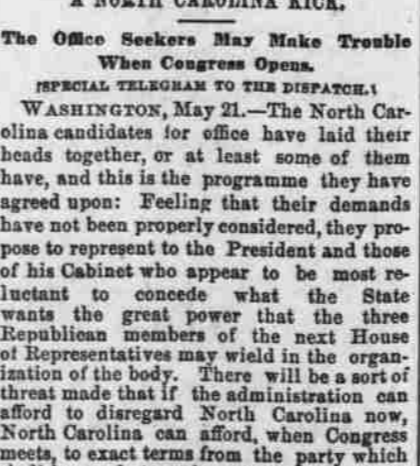 A NORTH CAROLINA KICK.
The Office Seekers May Make Trouble
When Congress Opens.
[SPECIAL TELEGRAM TO THE DISPATCH.]
WASHINGTON, May 21.—The North Car-
olina candidates for office have laid their
heads together, or at least some of them
have, and this is the programme they have
agreed upon: Feeling that their demands
have not been properly considered, they pro-
pose to represent to the President and those
of his Cabinet who appear to be most re-
luctant to concede what the State
wants the great power that the three
Republican members of the next House
of Representatives may wield in the organ-
ization of the body. There will be a sort of
threat made that if the administration can
afford to disregard North Carolina now,
North Carolina can afford, when Congress
meets, to exact terms from the party which